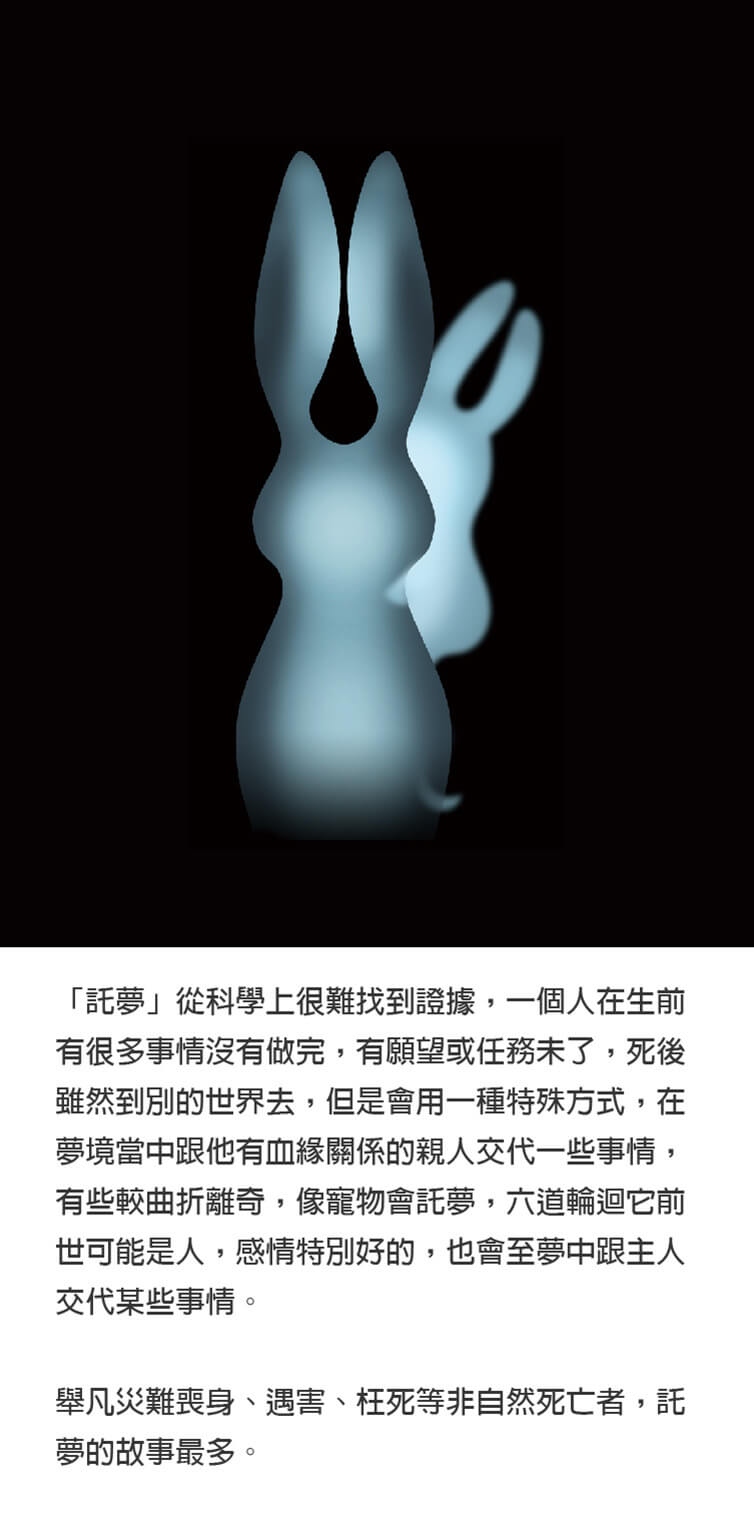 「託夢」從科學上很難找到證據，一個人在生前
有很多事情沒有做完，有願望或任務未了，死後
雖然到別的世界去，但是會用一種特殊方式，在
夢境當中跟他有血緣關係的親人交代一些事情，
有些較曲折離奇，像寵物會託夢，六道輪迴它前
世可能是人，感情特別好的，也會至夢中跟主人
交代某些事情。
舉凡災難喪身、遇害、枉死等非自然死亡者，託
夢的故事最多。